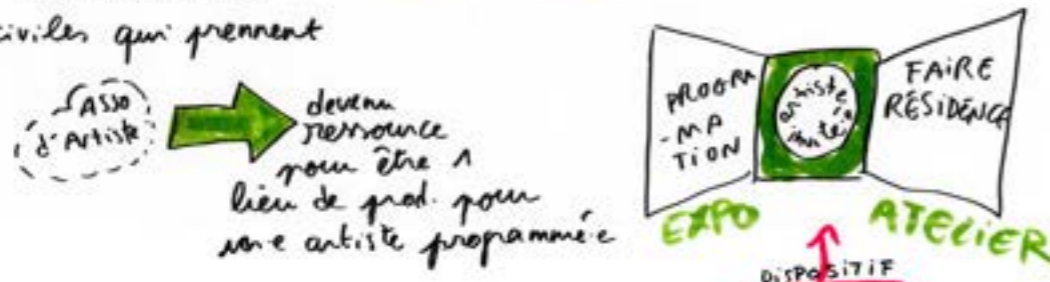 civiles qui prennent
Asso
d'Artiste
devenu
ressource
pour être 1
lieu de prod. pour
un·e artiste programmé·e
PROGRA
-MA
TION
artiste
invité·e
FAIRE
RÉSIDENCE
EXPO
ATELIER
DISPOSITIF